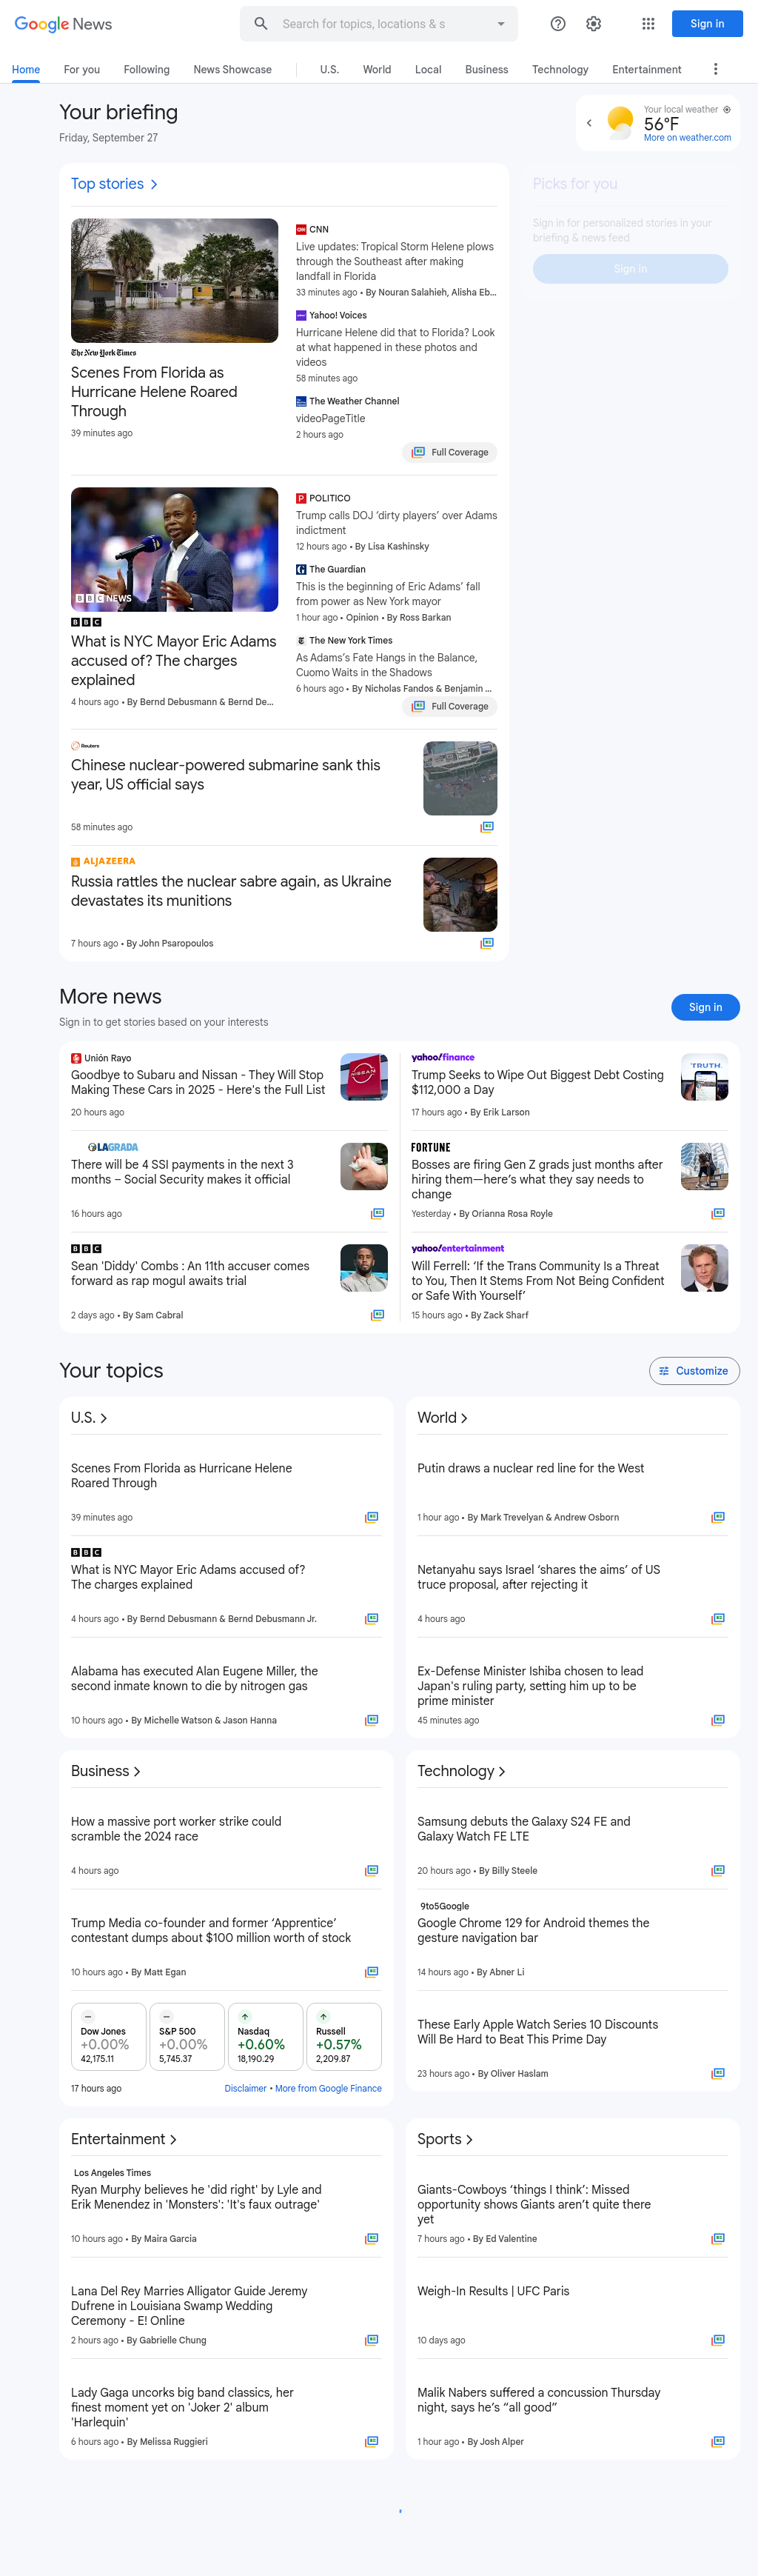 Google News
Search for topics, locations & s
Sign in
Home For you Following News Showcase U.S. World Local Business Technology Entertainment
Your briefing
Friday, September 27
Your local weather
56°F
More on weather.com
Top stories
The New York Times
Scenes From Florida as
Hurricane Helene Roared
Through
39 minutes ago
CNN
Live updates: Tropical Storm Helene plows
through the Southeast after making
landfall in Florida
33 minutes ago • By Nouran Salahieh, Alisha Eb...
Yahoo! Voices
Hurricane Helene did that to Florida? Look
at what happened in these photos and
videos
58 minutes ago
The Weather Channel
videoPageTitle
2 hours ago
Full Coverage
Picks for you
Sign in for personalized stories in your
briefing & news feed
Sign in
BBC NEWS
BBC
What is NYC Mayor Eric Adams
accused of? The charges
explained
4 hours ago • By Bernd Debusmann & Bernd De...
POLITICO
Trump calls DOJ ‘dirty players’ over Adams
indictment
12 hours ago • By Lisa Kashinsky
The Guardian
This is the beginning of Eric Adams’ fall
from power as New York mayor
1 hour ago • Opinion • By Ross Barkan
The New York Times
As Adams’s Fate Hangs in the Balance,
Cuomo Waits in the Shadows
6 hours ago • By Nicholas Fandos & Benjamin ...
Full Coverage
Reuters
Chinese nuclear-powered submarine sank this
year, US official says
58 minutes ago
ALJAZEERA
Russia rattles the nuclear sabre again, as Ukraine
devastates its munitions
7 hours ago • By John Psaropoulos
More news
Sign in to get stories based on your interests
Sign in
Unión Rayo
Goodbye to Subaru and Nissan - They Will Stop
Making These Cars in 2025 - Here's the Full List
20 hours ago
NISSAN
LAGRADA
There will be 4 SSI payments in the next 3
months – Social Security makes it official
16 hours ago
BBC
Sean 'Diddy' Combs : An 11th accuser comes
forward as rap mogul awaits trial
2 days ago • By Sam Cabral
yahoo/finance
Trump Seeks to Wipe Out Biggest Debt Costing
$112,000 a Day
17 hours ago • By Erik Larson
TRUTH.
FORTUNE
Bosses are firing Gen Z grads just months after
hiring them—here’s what they say needs to
change
Yesterday • By Orianna Rosa Royle
yahoo/entertainment
Will Ferrell: ‘If the Trans Community Is a Threat
to You, Then It Stems From Not Being Confident
or Safe With Yourself’
15 hours ago • By Zack Sharf
Your topics
Customize
U.S.
Scenes From Florida as Hurricane Helene
Roared Through
39 minutes ago
BBC
What is NYC Mayor Eric Adams accused of?
The charges explained
4 hours ago • By Bernd Debusmann & Bernd Debusmann Jr.
Alabama has executed Alan Eugene Miller, the
second inmate known to die by nitrogen gas
10 hours ago • By Michelle Watson & Jason Hanna
World
Putin draws a nuclear red line for the West
1 hour ago • By Mark Trevelyan & Andrew Osborn
Netanyahu says Israel ‘shares the aims’ of US
truce proposal, after rejecting it
4 hours ago
Ex-Defense Minister Ishiba chosen to lead
Japan's ruling party, setting him up to be
prime minister
45 minutes ago
Business
How a massive port worker strike could
scramble the 2024 race
4 hours ago
Trump Media co-founder and former ‘Apprentice’
contestant dumps about $100 million worth of stock
10 hours ago • By Matt Egan
Dow Jones
+0.00%
42,175.11
S&P 500
+0.00%
5,745.37
Nasdaq
+0.60%
18,190.29
Russell
+0.57%
2,209.87
17 hours ago
Disclaimer • More from Google Finance
Technology
Samsung debuts the Galaxy S24 FE and
Galaxy Watch FE LTE
20 hours ago • By Billy Steele
9to5Google
Google Chrome 129 for Android themes the
gesture navigation bar
14 hours ago • By Abner Li
These Early Apple Watch Series 10 Discounts
Will Be Hard to Beat This Prime Day
23 hours ago • By Oliver Haslam
Entertainment
Los Angeles Times
Ryan Murphy believes he 'did right' by Lyle and
Erik Menendez in 'Monsters': 'It's faux outrage'
10 hours ago • By Maira Garcia
Lana Del Rey Marries Alligator Guide Jeremy
Dufrene in Louisiana Swamp Wedding
Ceremony - E! Online
2 hours ago • By Gabrielle Chung
Lady Gaga uncorks big band classics, her
finest moment yet on 'Joker 2' album
'Harlequin'
6 hours ago • By Melissa Ruggieri
Sports
Giants-Cowboys ‘things I think’: Missed
opportunity shows Giants aren’t quite there
yet
7 hours ago • By Ed Valentine
Weigh-In Results | UFC Paris
10 days ago
Malik Nabers suffered a concussion Thursday
night, says he’s “all good”
1 hour ago • By Josh Alper